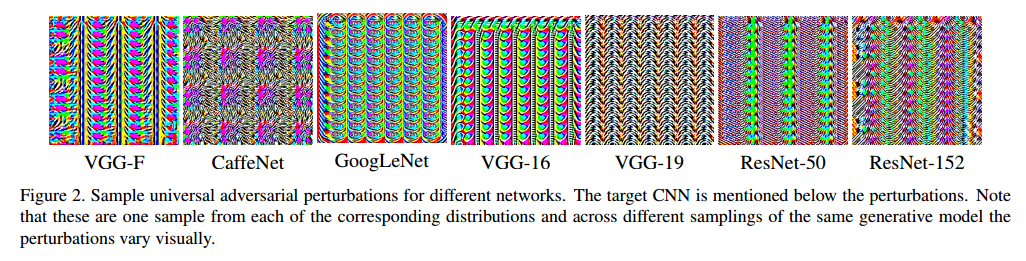 VGG-F CaffeNet GoogLeNet VGG-16 VGG-19 ResNet-50 ResNet-152
Figure 2. Sample universal adversarial perturbations for different networks. The target CNN is mentioned below the perturbations. Note
that these are one sample from each of the corresponding distributions and across different samplings of the same generative model the
perturbations vary visually.